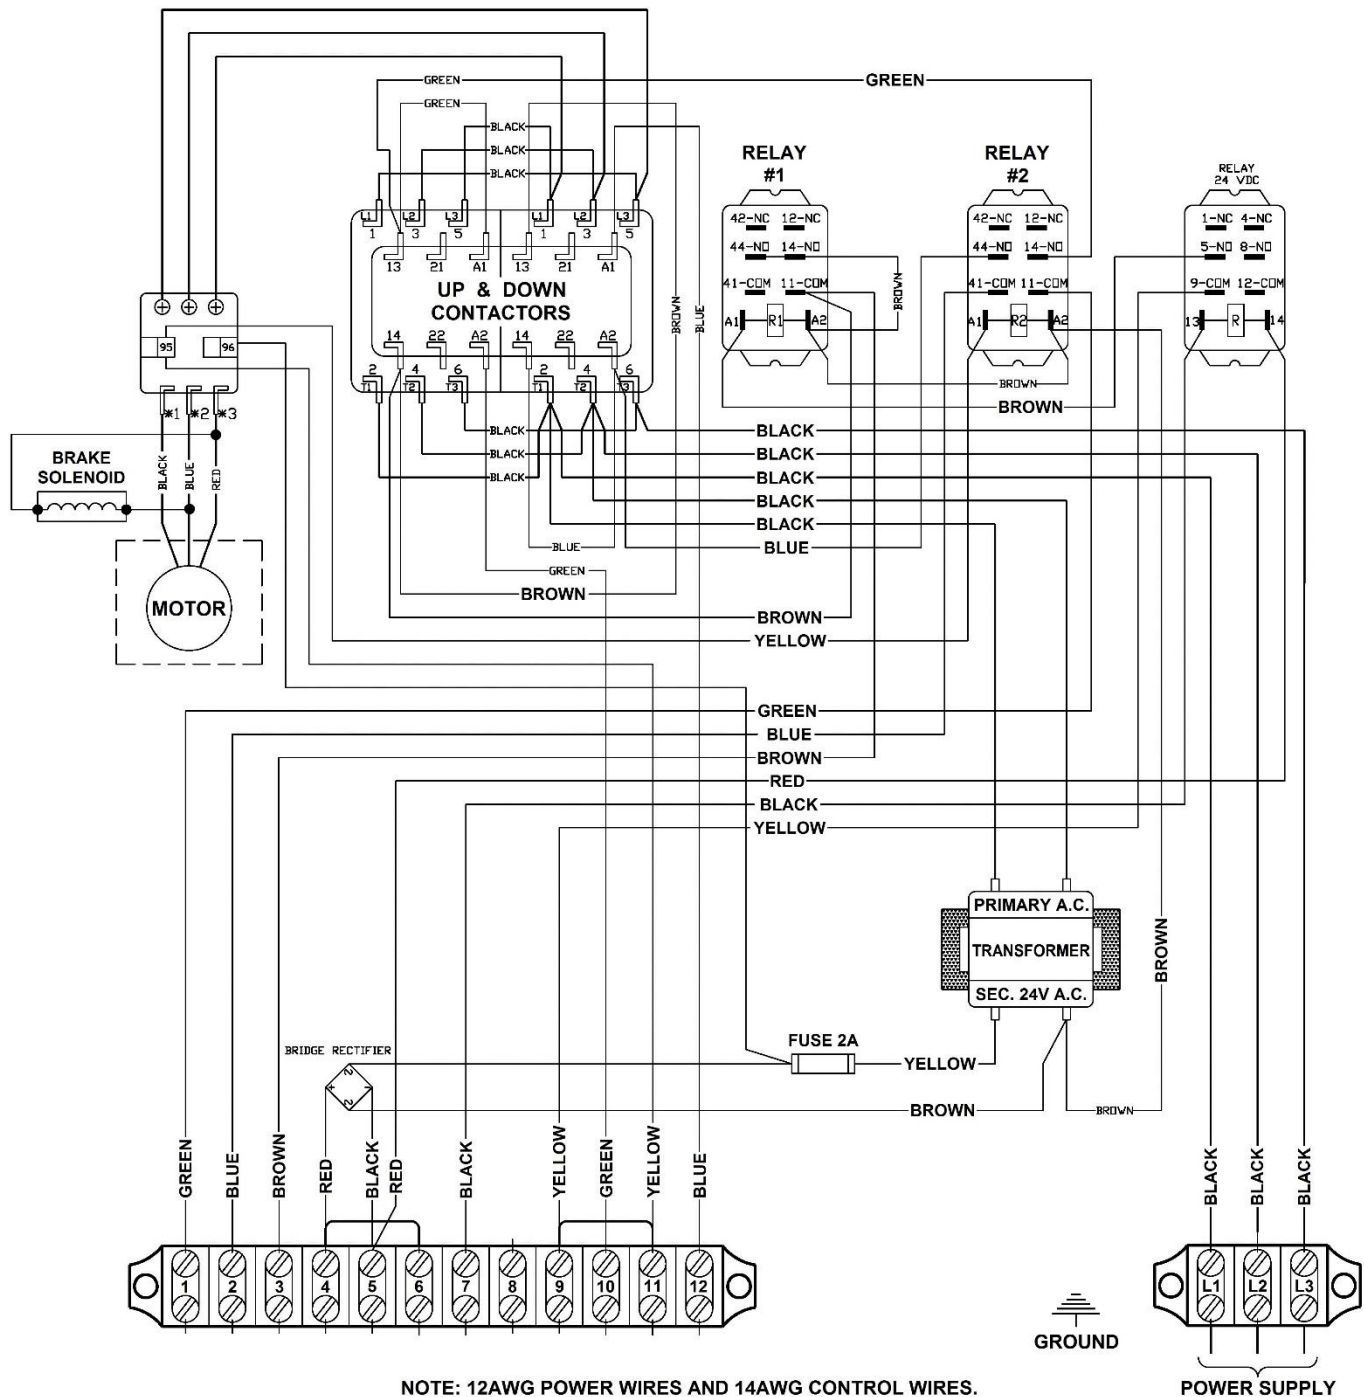 GREEN
GREEN
GREEN
BLACK
BLACK
BLACK
RELAY
#1
RELAY
#2
RELAY
24 VDC
L1 L2 L3 L1 L2 L3
1 3 5 1 3 5
13 21 A1 13 21 A1
UP & DOWN
CONTACTORS
14 22 A2 14 22 A2
2 4 6 2 4 6
T1 T2 T3 T1 T2 T3
BROWN
BLUE
42-NC 12-NC
44-NO 14-NO
41-COM 11-COM
A1 R1 A2
BROWN
42-NC 12-NC
44-NO 14-NO
41-COM 11-COM
A1 R2 A2
1-NC 4-NC
5-NO 8-NO
9-COM 12-COM
13 R 14
95 96
*1 *2 *3
BROWN
BROWN
BRAKE
SOLENOID
BLACK
BLUE
RED
MOTOR
BLACK
BLACK
BLACK
BLACK
BLACK
BLACK
BLACK
BLACK
BLUE
BLUE
GREEN
BROWN
BROWN
YELLOW
GREEN
BLUE
BROWN
RED
BLACK
YELLOW
PRIMARY A.C.
TRANSFORMER
SEC. 24V A.C.
BROWN
FUSE 2A
YELLOW
BROWN
BROWN
BRIDGE RECTIFIER
GREEN
BLUE
BROWN
RED
BLACK
RED
BLACK
YELLOW
GREEN
YELLOW
BLUE
BLACK
BLACK
BLACK
1 2 3 4 5 6 7 8 9 10 11 12
L1 L2 L3
GROUND
POWER SUPPLY
NOTE: 12AWG POWER WIRES AND 14AWG CONTROL WIRES.